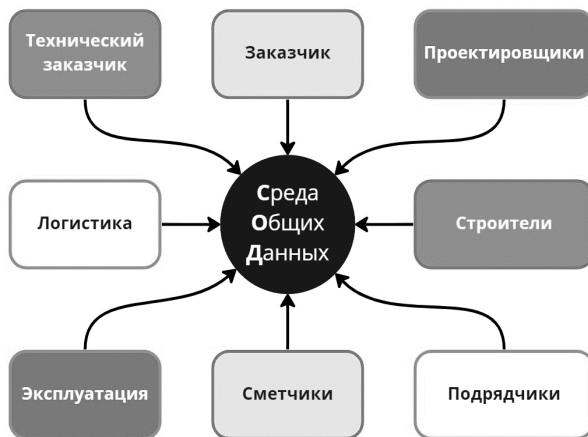 Технический
заказчик
Заказчик
Проектировщики
Среда
Общих
Данных
Логистика
Строители
Эксплуатация
Сметчики
Подрядчики